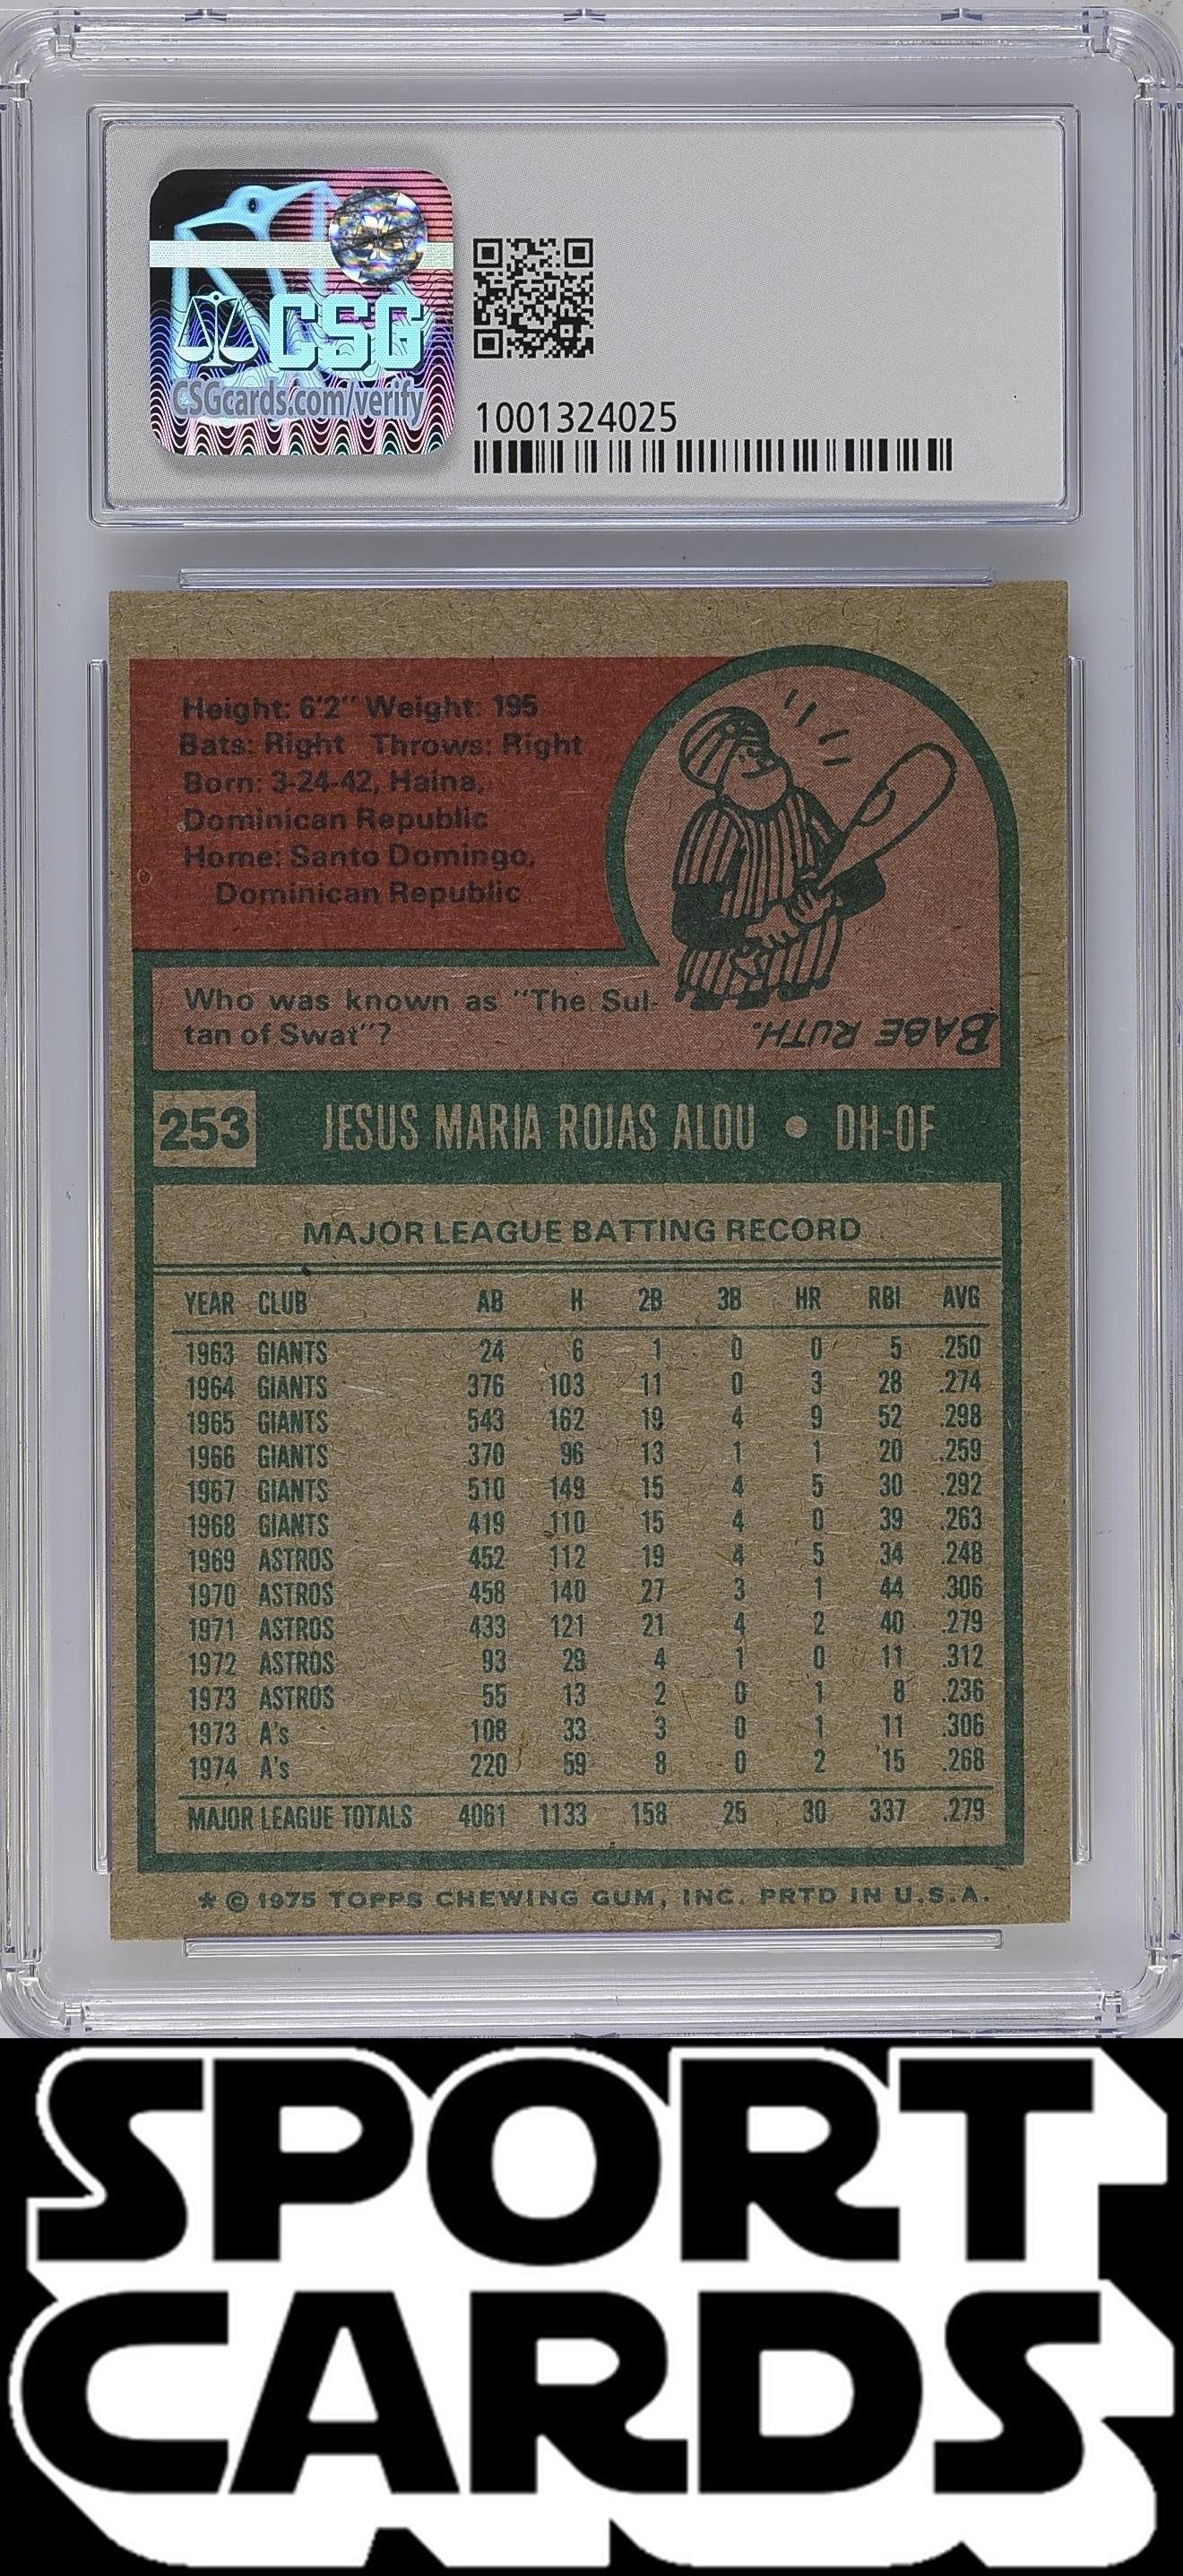 CSG
CSGcards.com/verify
1001324025
Height: 6'2" Weight: 195
Bats: Right Throws: Right
Born: 3-24-42, Haina,
Dominican Republic
Home: Santo Domingo,
Dominican Republic
Who was known as "The Sul-
tan of Swat"?
BABE RUTH.
253 JESUS MARIA ROJAS ALOU • DH-OF
MAJOR LEAGUE BATTING RECORD
YEAR CLUB AB H 2B 3B HR RBI AVG
1963 GIANTS 24 6 1 0 0 5 .250
1964 GIANTS 376 103 11 0 3 28 .274
1965 GIANTS 543 162 19 4 9 52 .298
1966 GIANTS 370 96 13 1 1 20 .259
1967 GIANTS 510 149 15 4 5 30 .292
1968 GIANTS 419 110 15 4 0 39 .263
1969 ASTROS 452 112 19 4 5 34 .248
1970 ASTROS 458 140 27 3 1 44 .306
1971 ASTROS 433 121 21 4 2 40 .279
1972 ASTROS 93 29 4 1 0 11 .312
1973 ASTROS 55 13 2 0 1 8 .236
1973 A's 108 33 3 0 1 11 .306
1974 A's 220 59 8 0 2 15 .268
MAJOR LEAGUE TOTALS 4061 1133 158 25 30 337 .279
* © 1975 TOPPS CHEWING GUM, INC. PRTD IN U.S.A.
SPORT
CARDS